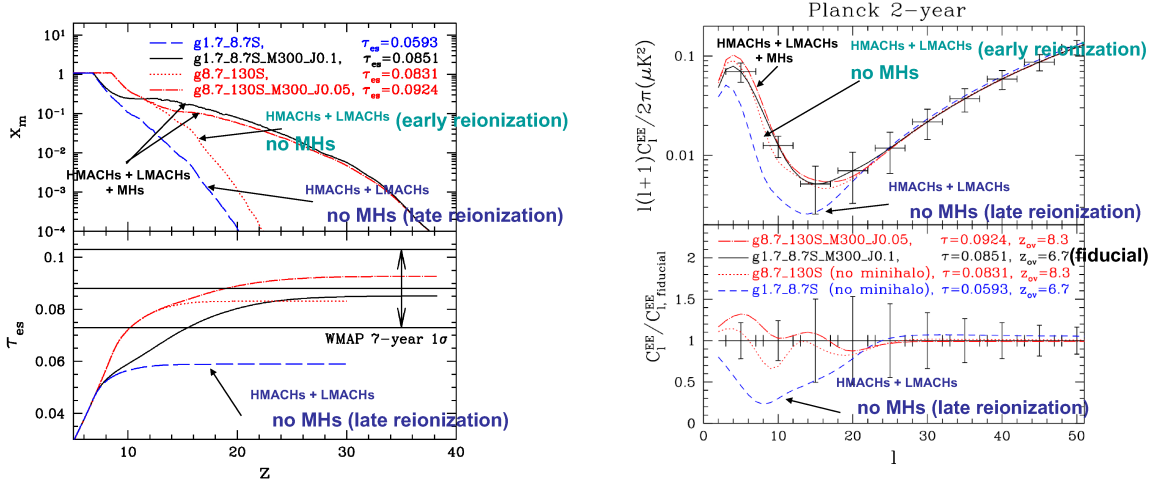 10¹
10⁰
10⁻¹
10⁻²
10⁻³
10⁻⁴
xₘ
g1.7_8.7S, τₑₛ=0.0593
g1.7_8.7S_M300_J0.1, τₑₛ=0.0851
g8.7_130S, τₑₛ=0.0831
g8.7_130S_M300_J0.05, τₑₛ=0.0924
HMACHs + LMACHs (early reionization)
no MHs
HMACHs + LMACHs
+ MHs
HMACHs + LMACHs
no MHs (late reionization)
0.1
0.08
0.06
0.04
τₑₛ
WMAP 7-year 1σ
HMACHs + LMACHs
no MHs (late reionization)
10 20 30 40
z
Planck 2-year
0.1
0.01
l(l+1)C_l^EE/2π(μK²)
HMACHs + LMACHs
+ MHs
HMACHs + LMACHs (early reionization)
no MHs
HMACHs + LMACHs
no MHs (late reionization)
2
1.5
1
0.5
0
C_l^EE/C_l,fiducial^EE
g8.7_130S_M300_J0.05, τ=0.0924, z_ov=8.3
g1.7_8.7S_M300_J0.1, τ=0.0851, z_ov=6.7 (fiducial)
g8.7_130S (no minihalo), τ=0.0831, z_ov=8.3
g1.7_8.7S (no minihalo), τ=0.0593, z_ov=6.7
HMACHs + LMACHs
no MHs (late reionization)
0 10 20 30 40 50
l